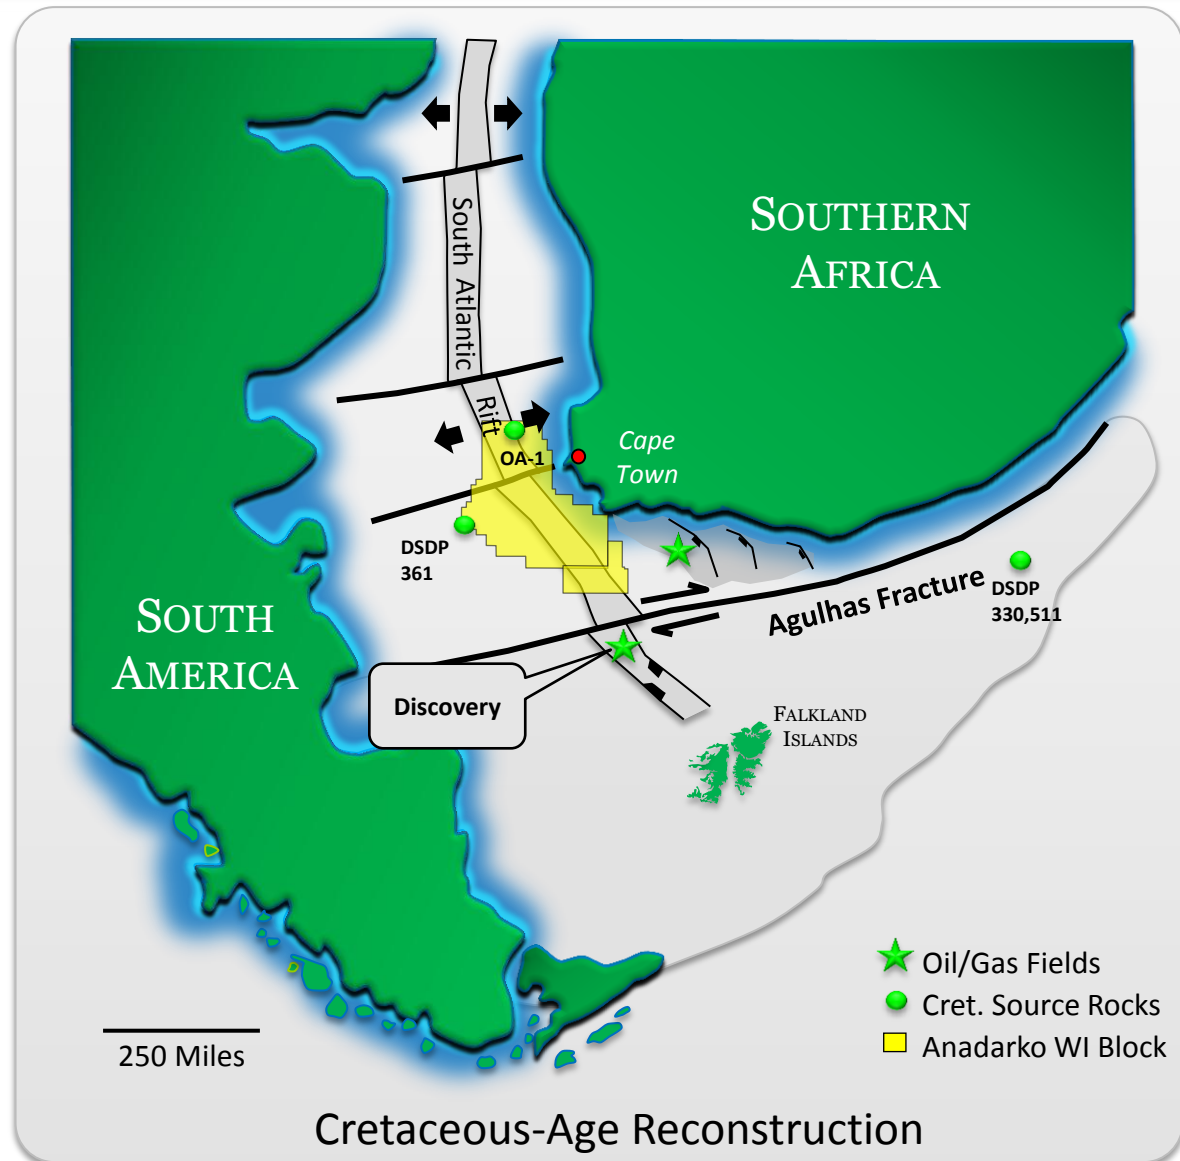 SOUTHERN
AFRICA
South Atlantic
Rift
OA-1
Cape
Town
DSDP
361
Agulhas Fracture
DSDP
330,511
SOUTH
AMERICA
Discovery
FALKLAND
ISLANDS
Oil/Gas Fields
Cret. Source Rocks
Anadarko WI Block
250 Miles
Cretaceous-Age Reconstruction